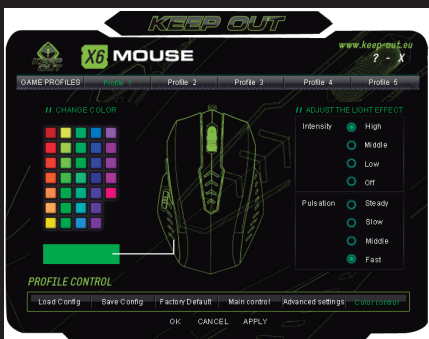 KEEP OUT
www.keep-out.eu
KEEP OUT
X6 MOUSE
? - X
GAME PROFILES Profile 1 Profile 2 Profile 3 Profile 4 Profile 5
// CHANGE COLOR
// ADJUST THE LIGHT EFFECT
Intensity High
Middle
Low
Off
Pulsation Steady
Slow
Middle
Fast
PROFILE CONTROL
Load Config Save Config Factory Default Main control Advanced settings Color control
OK CANCEL APPLY